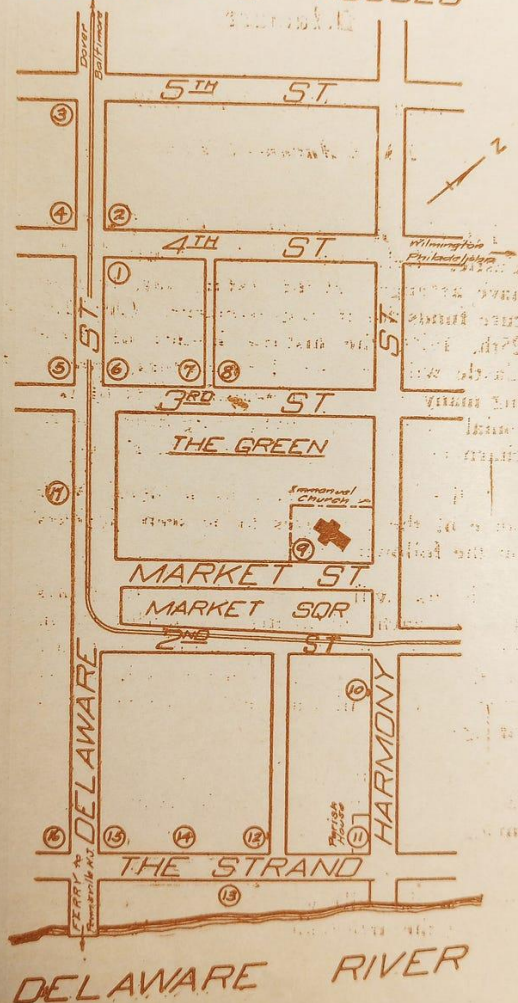 Dover
Baltimore
5TH ST.
3
4
2
4TH ST.
Wilmington
Philadelphia
N
1
ST.
ST.
5
6
7
8
3RD ST.
THE GREEN
17
Immanuel
Church
9
MARKET ST.
MARKET SQR
2ND ST
DELAWARE
HARMONY
10
Parish
House
16
15
14
12
11
THE STRAND
13
FERRY to
DELAWARE RIVER